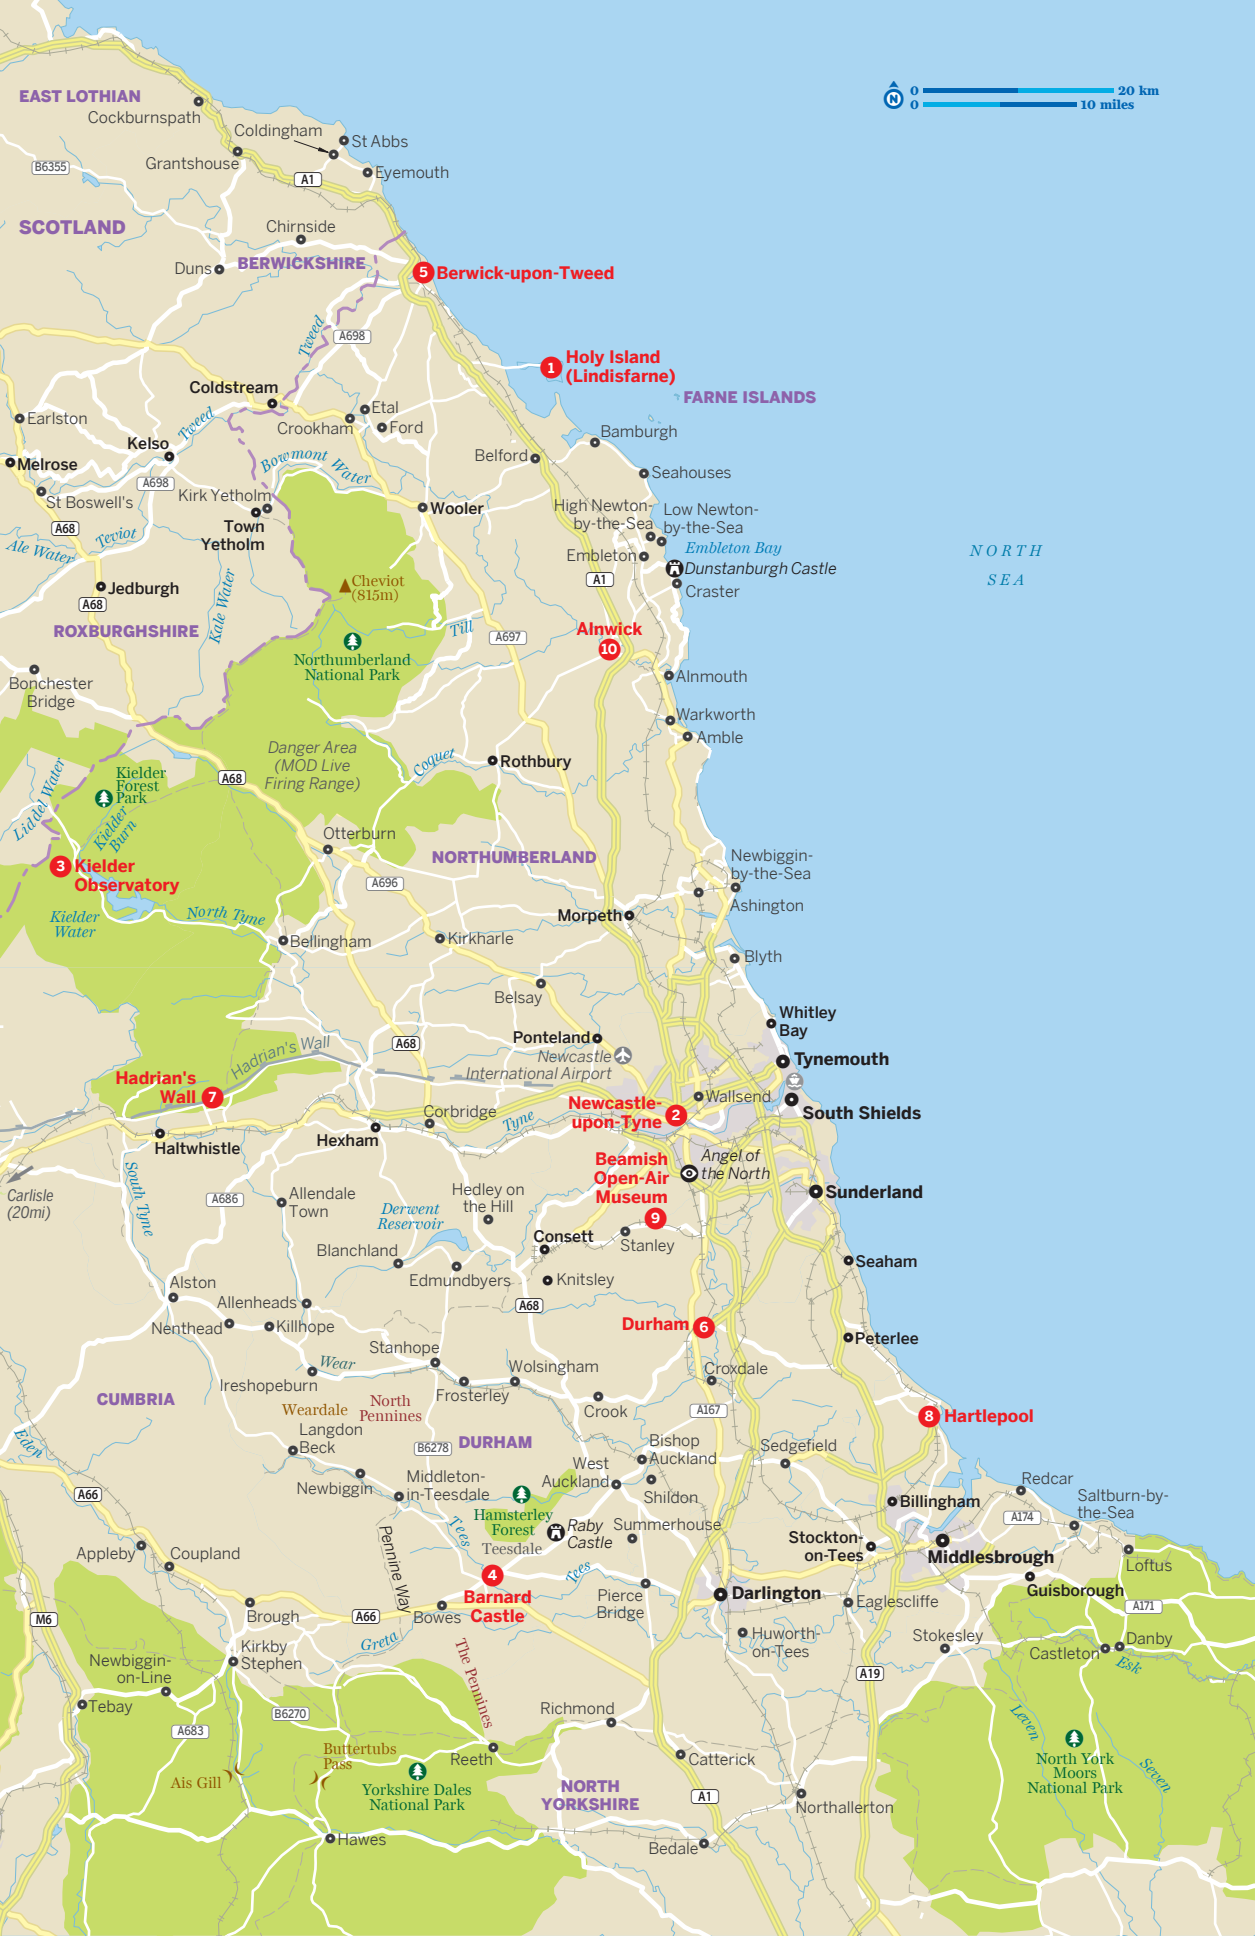 0
20 km
N
0
10 miles
EAST LOTHIAN
Cockburnspath
Coldingham
St Abbs
Grantshouse
B6355
A1
Eyemouth
SCOTLAND
Chirnside
Duns
BERWICKSHIRE
5
Berwick-upon-Tweed
Tweed
A698
1
Holy Island
(Lindisfarne)
FARNE ISLANDS
Coldstream
Earlston
Tweed
Etal
Crookham
Ford
Bamburgh
Kelso
Belford
Melrose
Bowmont Water
Seahouses
A698
Kirk Yetholm
St Boswell's
Wooler
High Newton-
by-the-Sea
Low Newton-
by-the-Sea
Town
Yetholm
A68
Teviot
Ale Water
Embleton
Embleton Bay
NORTH
SEA
Dunstanburgh Castle
Cheviot
(815m)
A1
Craster
Jedburgh
A68
Kale Water
ROXBURGHSHIRE
Till
A697
Alnwick
10
Northumberland
National Park
Bonchester
Bridge
Alnmouth
Warkworth
Amble
Danger Area
(MOD Live
Firing Range)
Coquet
Rothbury
A68
Liddel Water
Kielder
Forest
Park
Kielder
Burn
Otterburn
NORTHUMBERLAND
3
Kielder
Observatory
Newbiggin-
by-the-Sea
A696
Ashington
Kielder
Water
North Tyne
Morpeth
Bellingham
Kirkharle
Blyth
Belsay
Whitley
Bay
Ponteland
A68
Hadrian's Wall
Newcastle
International Airport
Tynemouth
Hadrian's
Wall
7
Wallsend
South Shields
Newcastle-
upon-Tyne
2
Corbridge
Tyne
Haltwhistle
Hexham
Angel of
the North
Beamish
Open-Air
Museum
9
Carlisle
(20mi)
South Tyne
A686
Allendale
Town
Hedley on
the Hill
Sunderland
Derwent
Reservoir
Consett
Stanley
Blanchland
Edmundbyers
Knitsley
Seaham
Alston
Allenheads
A68
Nenthead
Killhope
Durham
6
Peterlee
Stanhope
Wear
Wolsingham
Croxdale
Ireshopeburn
Frosterley
CUMBRIA
Weardale
North
Pennines
Crook
A167
8
Hartlepool
Eden
Langdon
Beck
B6278
DURHAM
Bishop
Auckland
Sedgefield
West
Auckland
Newbiggin
Middleton-
in-Teesdale
Shildon
Redcar
A66
Billingham
Saltburn-by-
the-Sea
A174
Hamsterley
Forest
Raby
Castle
Summerhouse
Tees
Teesdale
Stockton-
on-Tees
Middlesbrough
Appleby
Coupland
Pennine Way
Loftus
4
Barnard
Castle
Tees
Guisborough
Pierce
Bridge
Darlington
A171
M6
Brough
A66
Bowes
Eaglescliffe
Greta
Huworth-
on-Tees
Stokesley
Danby
Castleton
Esk
Kirkby
Stephen
Newbiggin-
on-Line
The Pennines
A19
Tebay
B6270
Richmond
Leven
A683
Buttertubs
Pass
Reeth
Catterick
North York
Moors
National Park
Seven
Ais Gill
Yorkshire Dales
National Park
NORTH
YORKSHIRE
A1
Northallerton
Hawes
Bedale